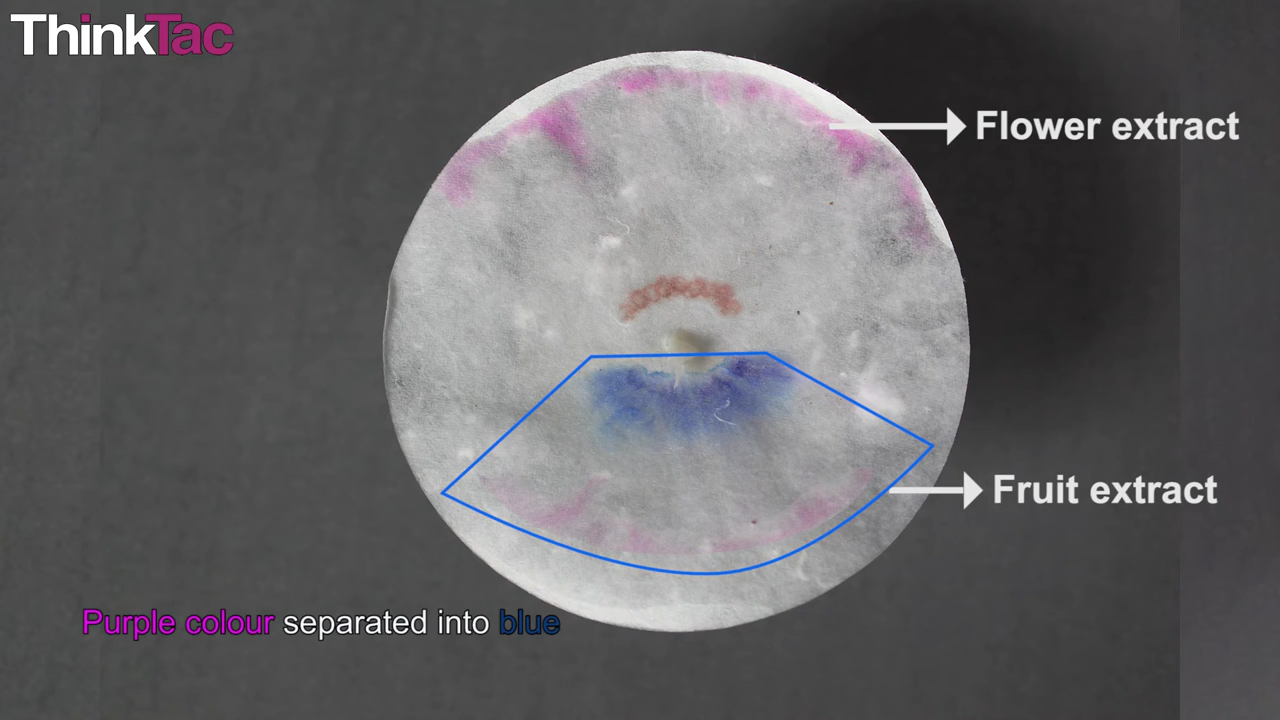 ThinkTac
Flower extract
Fruit extract
Purple colour separated into blue